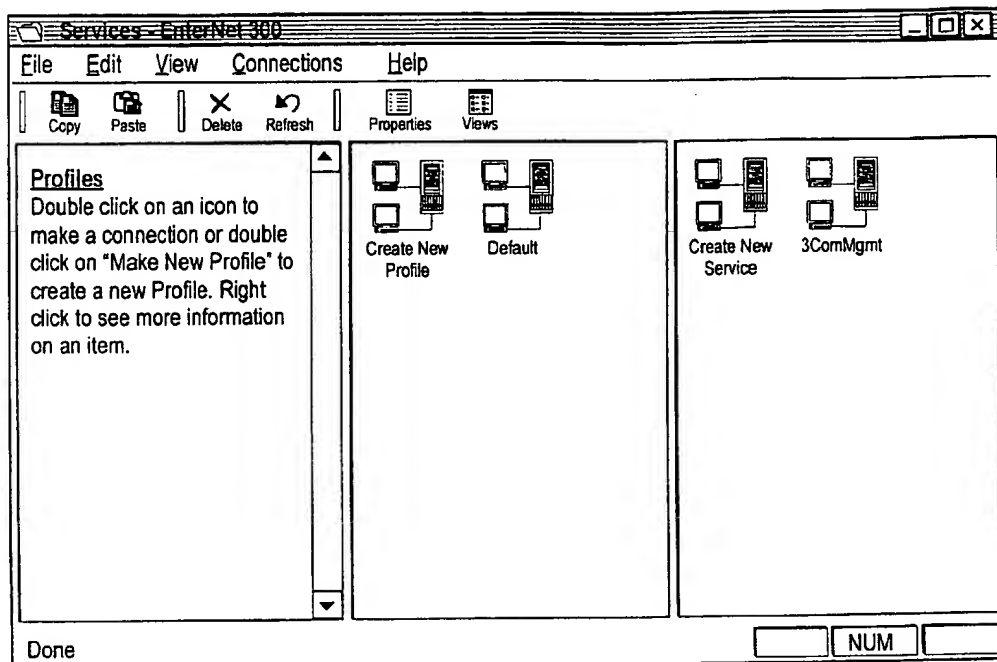 Services - EnterNet 300
File Edit View Connections Help
Copy Paste Delete Refresh Properties Views
Profiles
Double click on an icon to
make a connection or double
click on "Make New Profile" to
create a new Profile. Right
click to see more information
on an item.
Create New
Profile
Default
Create New
Service
3ComMgmt
Done
NUM